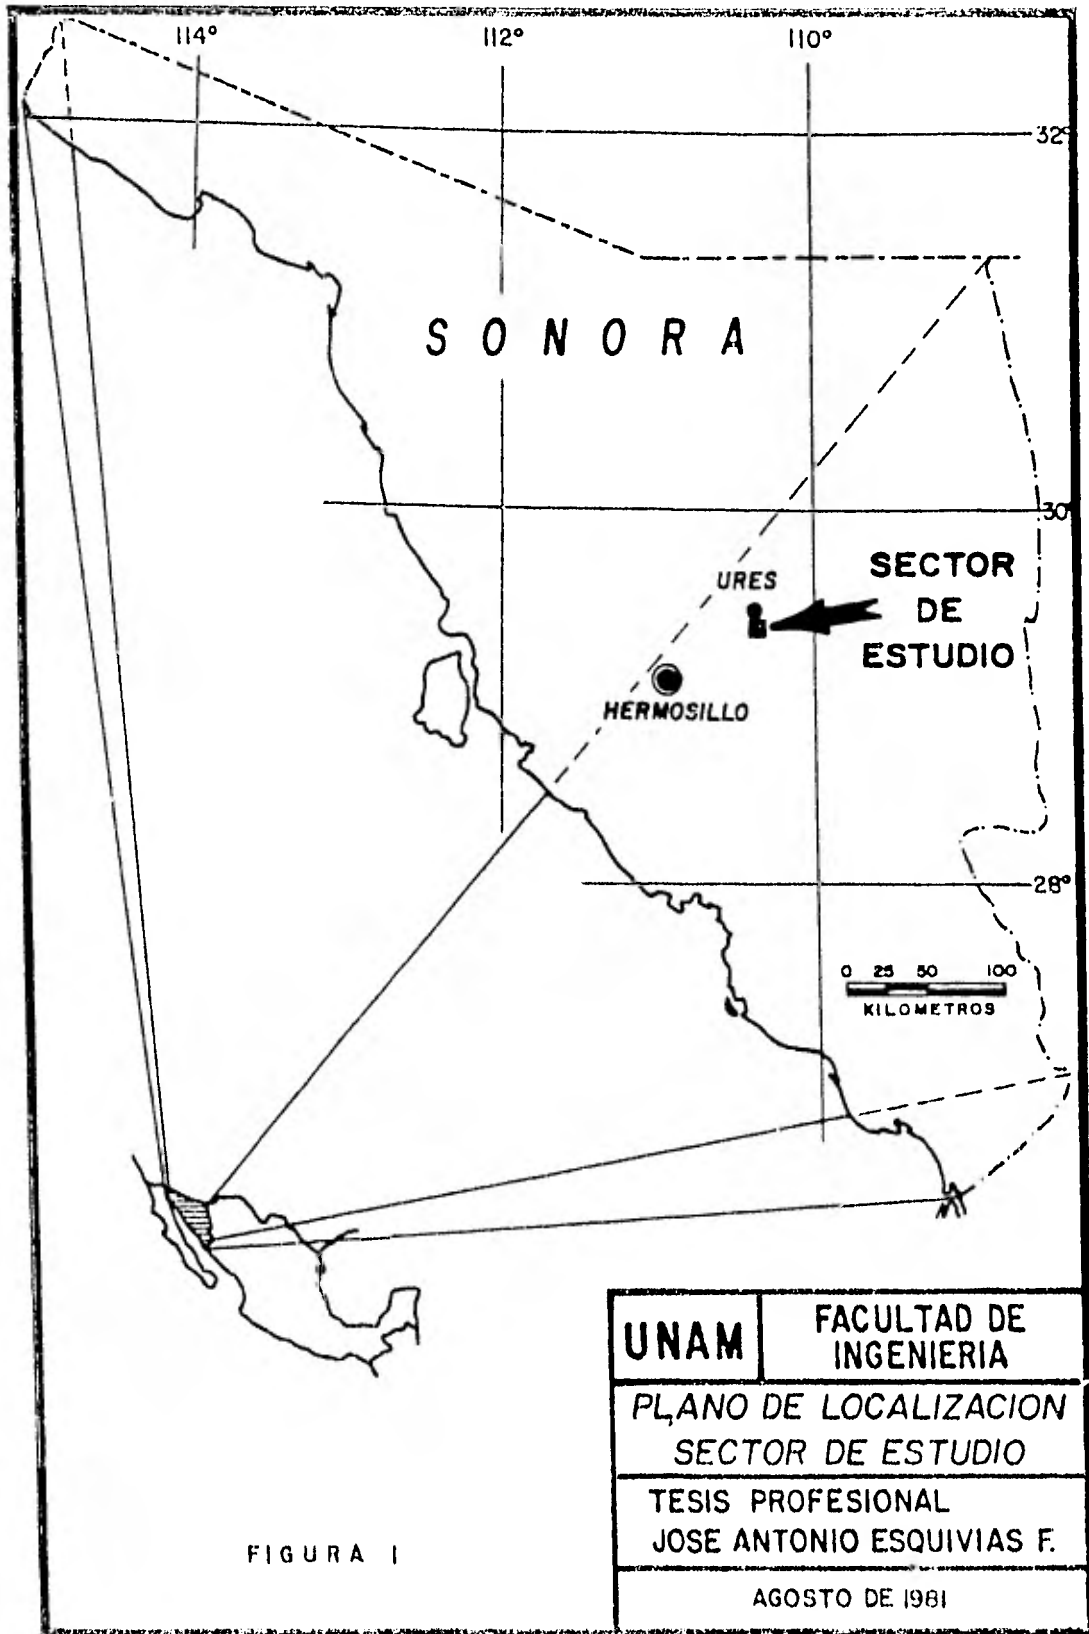 114° 112° 110°
32°
SONORA
30°
URES
SECTOR
DE
ESTUDIO
HERMOSILLO
28°
0 25 50 100
KILOMETROS
UNAM
FACULTAD DE
INGENIERIA
PLANO DE LOCALIZACION
SECTOR DE ESTUDIO
TESIS PROFESIONAL
JOSE ANTONIO ESQUIVIAS F.
AGOSTO DE 1981
FIGURA I